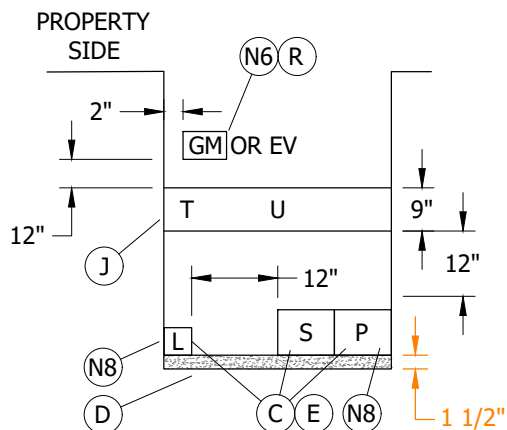 PROPERTY
SIDE
N6 R
2"
GM OR EV
T U
9"
12"
J
12"
12"
S P
L
N8
D
C E N8
1 1/2"